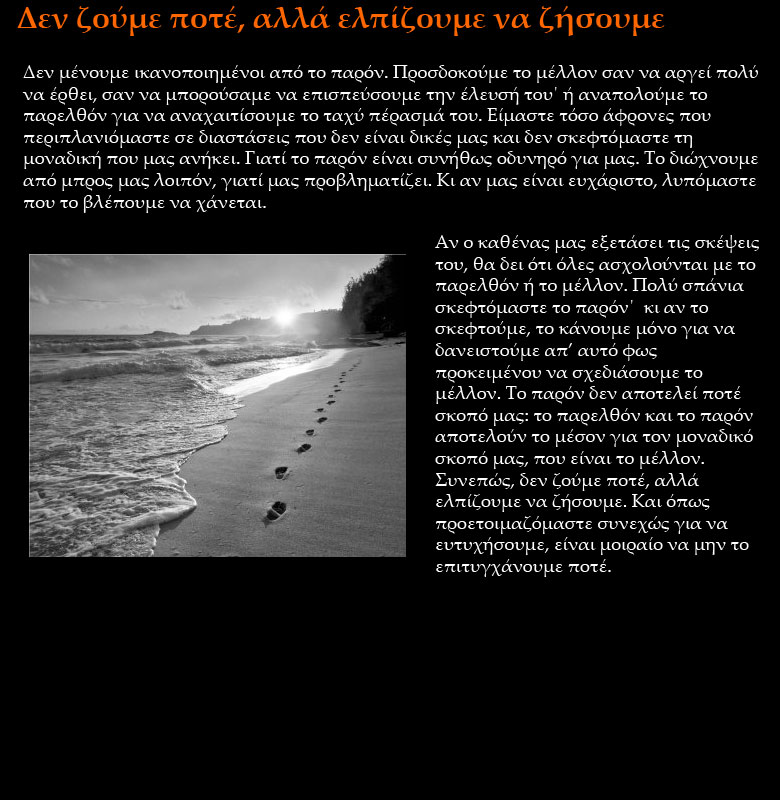 Δεν ζούμε ποτέ, αλλά ελπίζουμε να ζήσουμε
Δεν μένουμε ικανοποιημένοι από το παρόν. Προσδοκούμε το μέλλον σαν να αργεί πολύ
να έρθει, σαν να μπορούσαμε να επισπεύσουμε την έλευσή του˙ ή αναπολούμε το
παρελθόν για να αναχαιτίσουμε το ταχύ πέρασμά του. Είμαστε τόσο άφρονες που
περιπλανιόμαστε σε διαστάσεις που δεν είναι δικές μας και δεν σκεφτόμαστε τη
μοναδική που μας ανήκει. Γιατί το παρόν είναι συνήθως οδυνηρό για μας. Το διώχνουμε
από μπρος μας λοιπόν, γιατί μας προβληματίζει. Κι αν μας είναι ευχάριστο, λυπόμαστε
που το βλέπουμε να χάνεται.
Αν ο καθένας μας εξετάσει τις σκέψεις
του, θα δει ότι όλες ασχολούνται με το
παρελθόν ή το μέλλον. Πολύ σπάνια
σκεφτόμαστε το παρόν˙ κι αν το
σκεφτούμε, το κάνουμε μόνο για να
δανειστούμε απ’ αυτό φως
προκειμένου να σχεδιάσουμε το
μέλλον. Το παρόν δεν αποτελεί ποτέ
σκοπό μας: το παρελθόν και το παρόν
αποτελούν το μέσον για τον μοναδικό
σκοπό μας, που είναι το μέλλον.
Συνεπώς, δεν ζούμε ποτέ, αλλά
ελπίζουμε να ζήσουμε. Και όπως
προετοιμαζόμαστε συνεχώς για να
ευτυχήσουμε, είναι μοιραίο να μην το
επιτυγχάνουμε ποτέ.